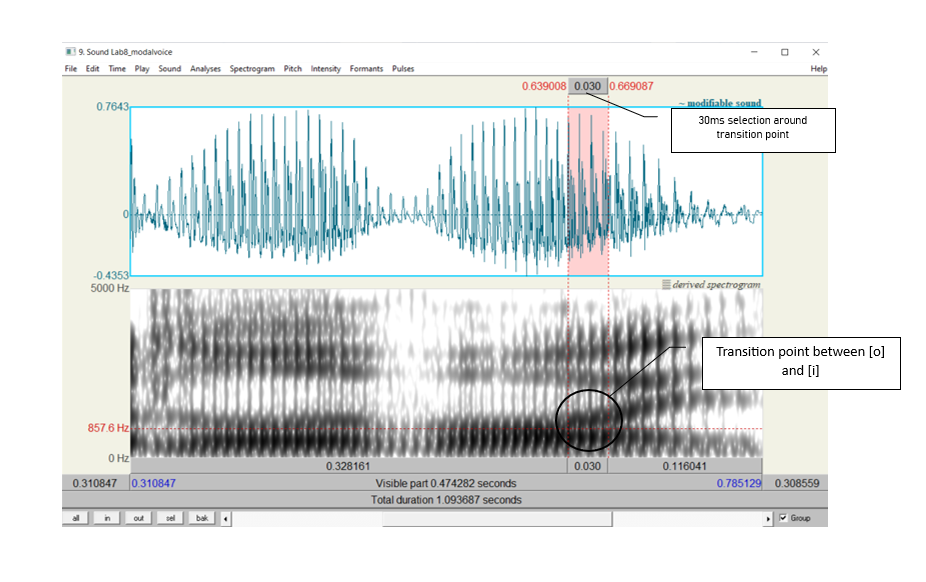 9. Sound Lab8_modalvoice
File Edit Time Play Sound Analyses Spectrogram Pitch Intensity Formants Pulses Help
0.639008 0.030 0.669087
0.7643
~ modifiable sound
30ms selection around
transition point
0
-0.4353
5000 Hz
derived spectrogram
Transition point between [o]
and [i]
857.6 Hz
0 Hz
0.328161 0.030 0.116041
0.310847 0.310847 Visible part 0.474282 seconds 0.785129 0.308559
Total duration 1.093687 seconds
all in out sel bak Group